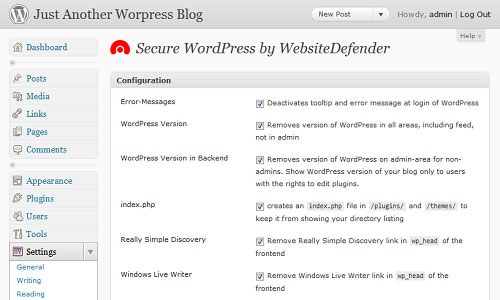 Just Another Worpress Blog
New Post
Howdy, admin | Log Out
Help
Dashboard
Posts
Media
Links
Pages
Comments
Appearance
Plugins
Users
Tools
Settings
General
Writing
Reading
Secure WordPress by WebsiteDefender
Configuration
Error-Messages
Deactivates tooltip and error message at login of WordPress
WordPress Version
Removes version of WordPress in all areas, including feed,
not in admin
WordPress Version in Backend
Removes version of WordPress on admin-area for non-
admins. Show WordPress version of your blog only to users
with the rights to edit plugins.
index.php
creates an index.php file in /plugins/ and /themes/ to
keep it from showing your directory listing
Really Simple Discovery
Remove Really Simple Discovery link in wp_head of the
frontend
Windows Live Writer
Remove Windows Live Writer link in wp_head of the
frontend